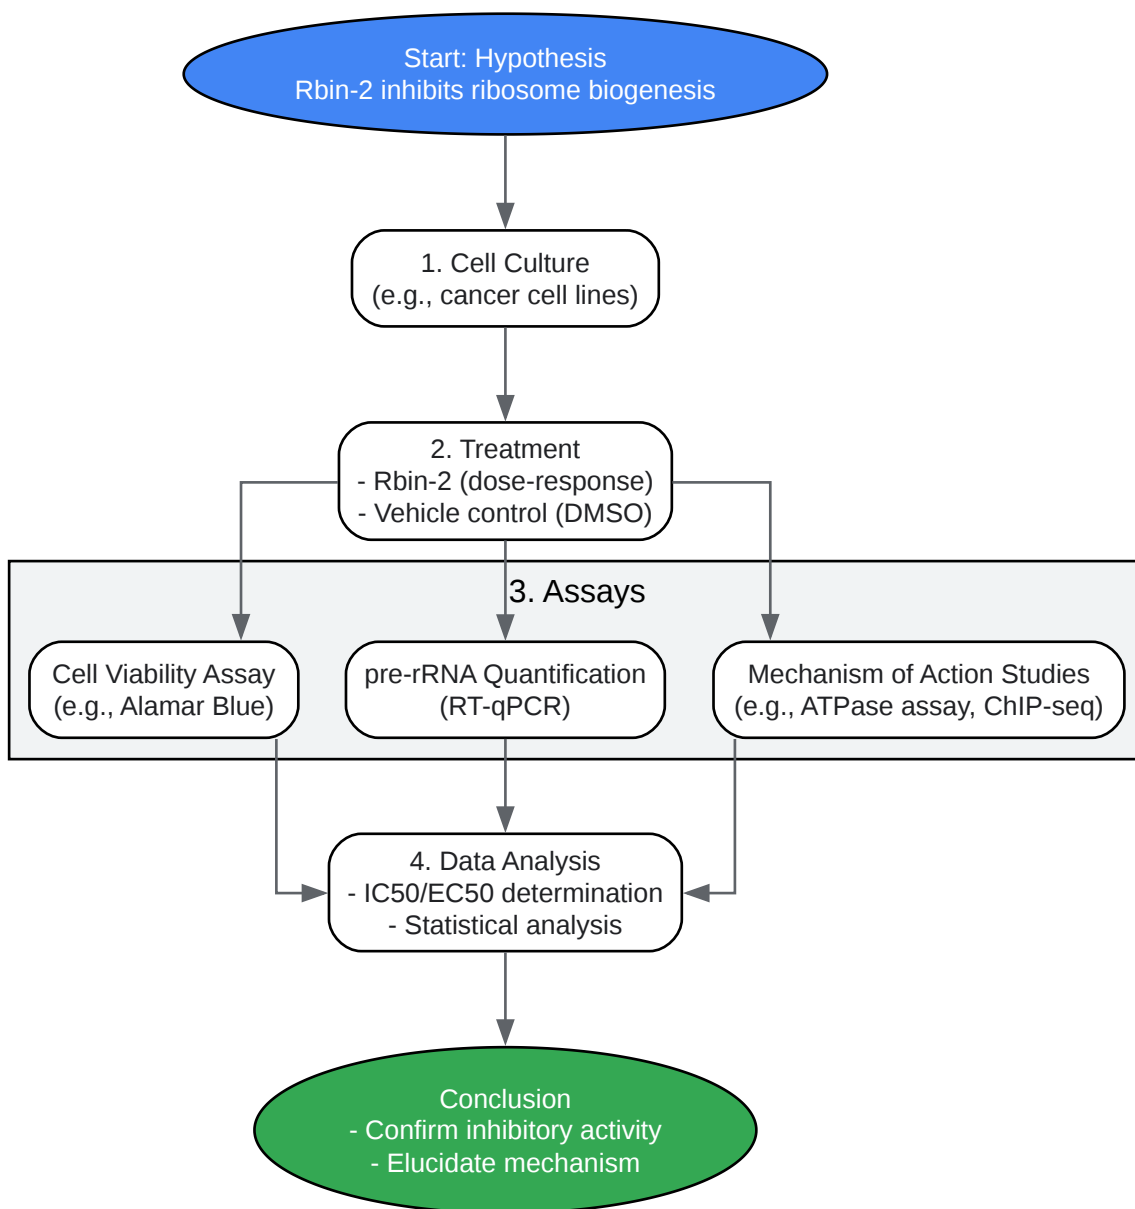 Start: Hypothesis
Rbin-2 inhibits ribosome biogenesis
1. Cell Culture
(e.g., cancer cell lines)
2. Treatment
- Rbin-2 (dose-response)
- Vehicle control (DMSO)
3. Assays
Cell Viability Assay
(e.g., Alamar Blue)
pre-rRNA Quantification
(RT-qPCR)
Mechanism of Action Studies
(e.g., ATPase assay, ChIP-seq)
4. Data Analysis
- IC50/EC50 determination
- Statistical analysis
Conclusion
- Confirm inhibitory activity
- Elucidate mechanism